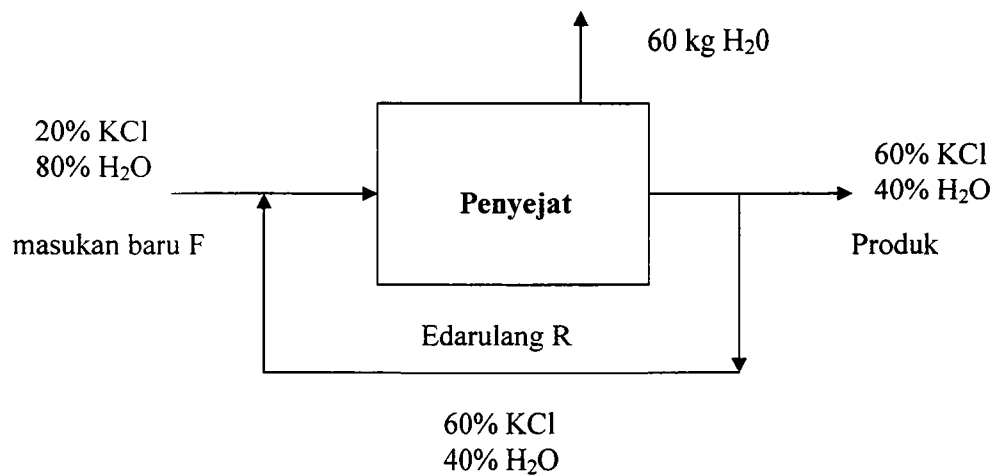 60 kg H₂0
20% KCl
80% H₂O
60% KCl
40% H₂O
Penyejat
masukan baru F
Produk
Edarulang R
60% KCl
40% H₂O